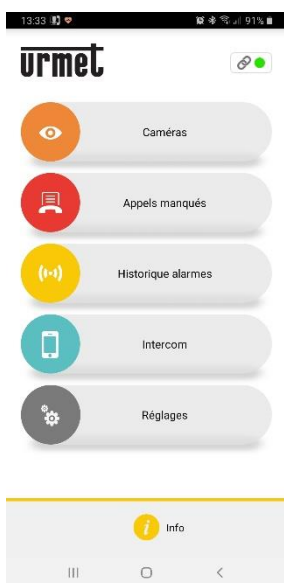 13:33 91%
urmet
Caméras
Appels manqués
Historique alarmes
Intercom
Réglages
i Info